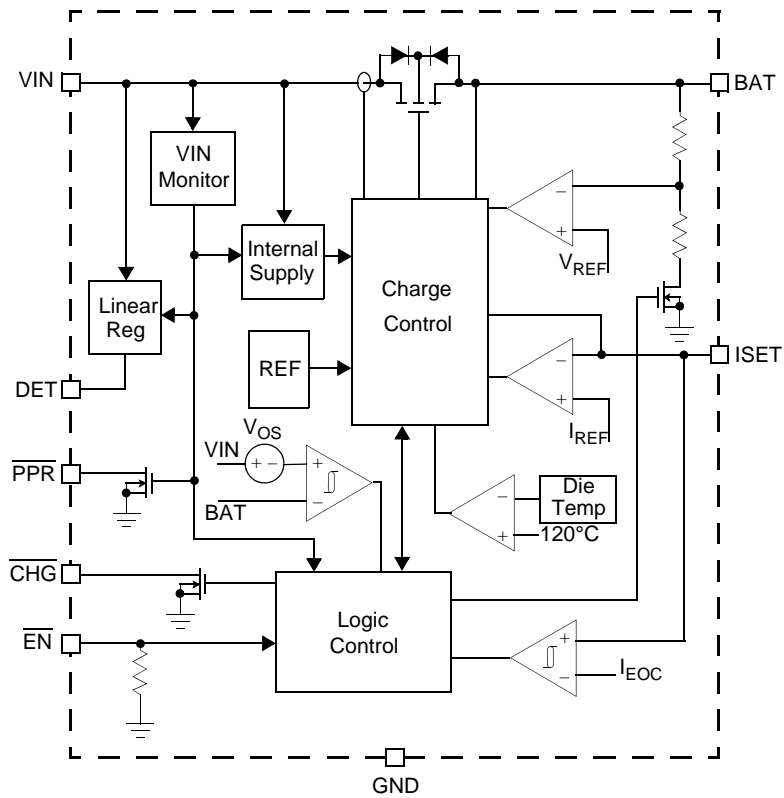 VIN
BAT
VIN
Monitor
Internal
Supply
Charge
Control
−
+
VREF
Linear
Reg
REF
ISET
−
+
IREF
DET
VOS
VIN
+ −
+
−
BAT
PPR
Die
Temp
−
+
120°C
CHG
Logic
Control
EN
+
−
IEOC
GND